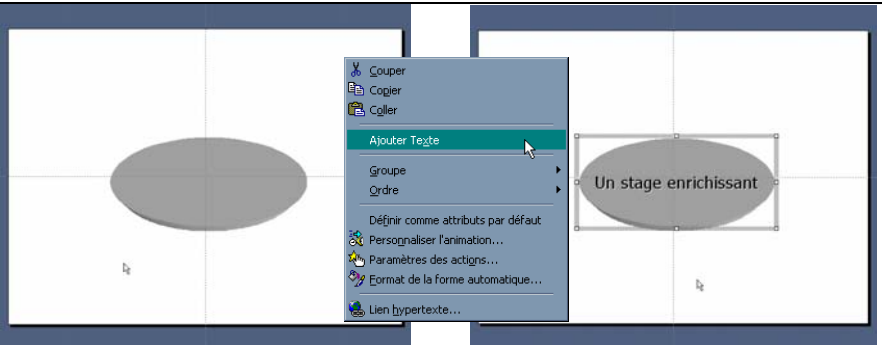 Couper
Copier
Coller
Ajouter Texte
Groupe
Ordre
Définir comme attributs par défaut
Personnaliser l'animation...
Paramètres des actions...
Format de la forme automatique...
Lien hypertexte...
Un stage enrichissant